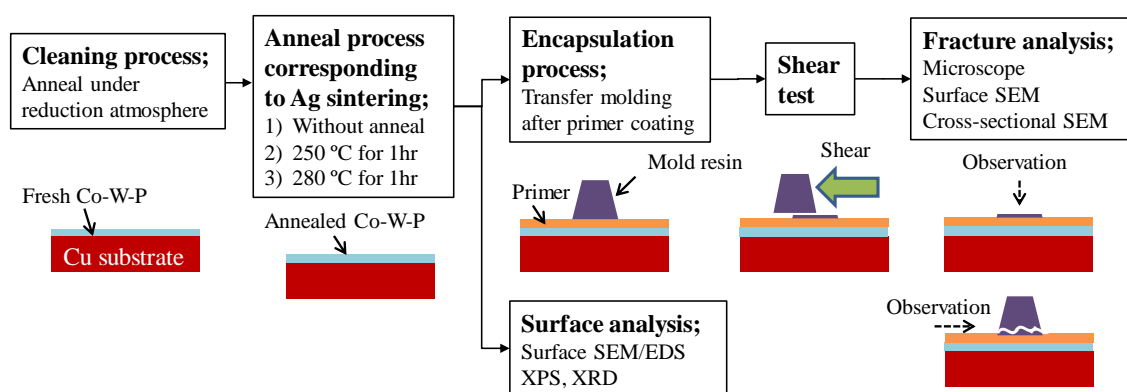 Cleaning process;
Anneal under
reduction atmosphere
Anneal process
corresponding
to Ag sintering;
1) Without anneal
2) 250 ºC for 1hr
3) 280 ºC for 1hr
Encapsulation
process;
Transfer molding
after primer coating
Shear
test
Fracture analysis;
Microscope
Surface SEM
Cross-sectional SEM
Fresh Co-W-P
Cu substrate
Annealed Co-W-P
Primer
Mold resin
Shear
Observation
Surface analysis;
Surface SEM/EDS
XPS, XRD
Observation